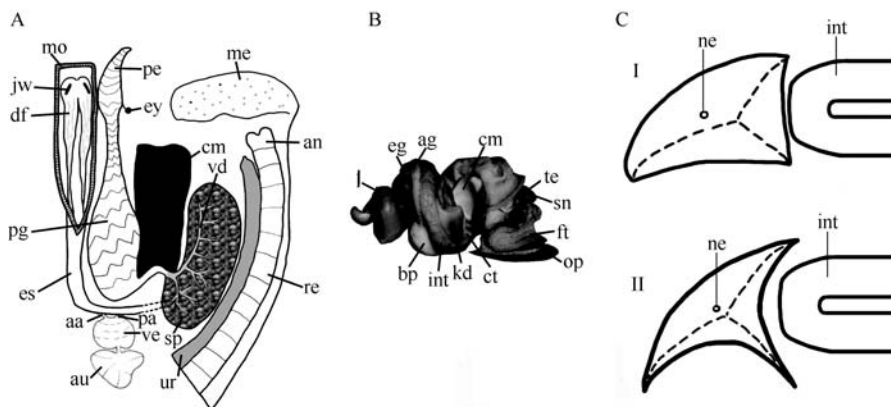 A
B
C
mo
jw
df
pe
ey
cm
vd
me
an
pg
es
aa
pa
ve
au
sp
ur
re
eg
ag
cm
te
sn
ft
op
bp
int
kd
ct
I
ne
int
II
ne
int